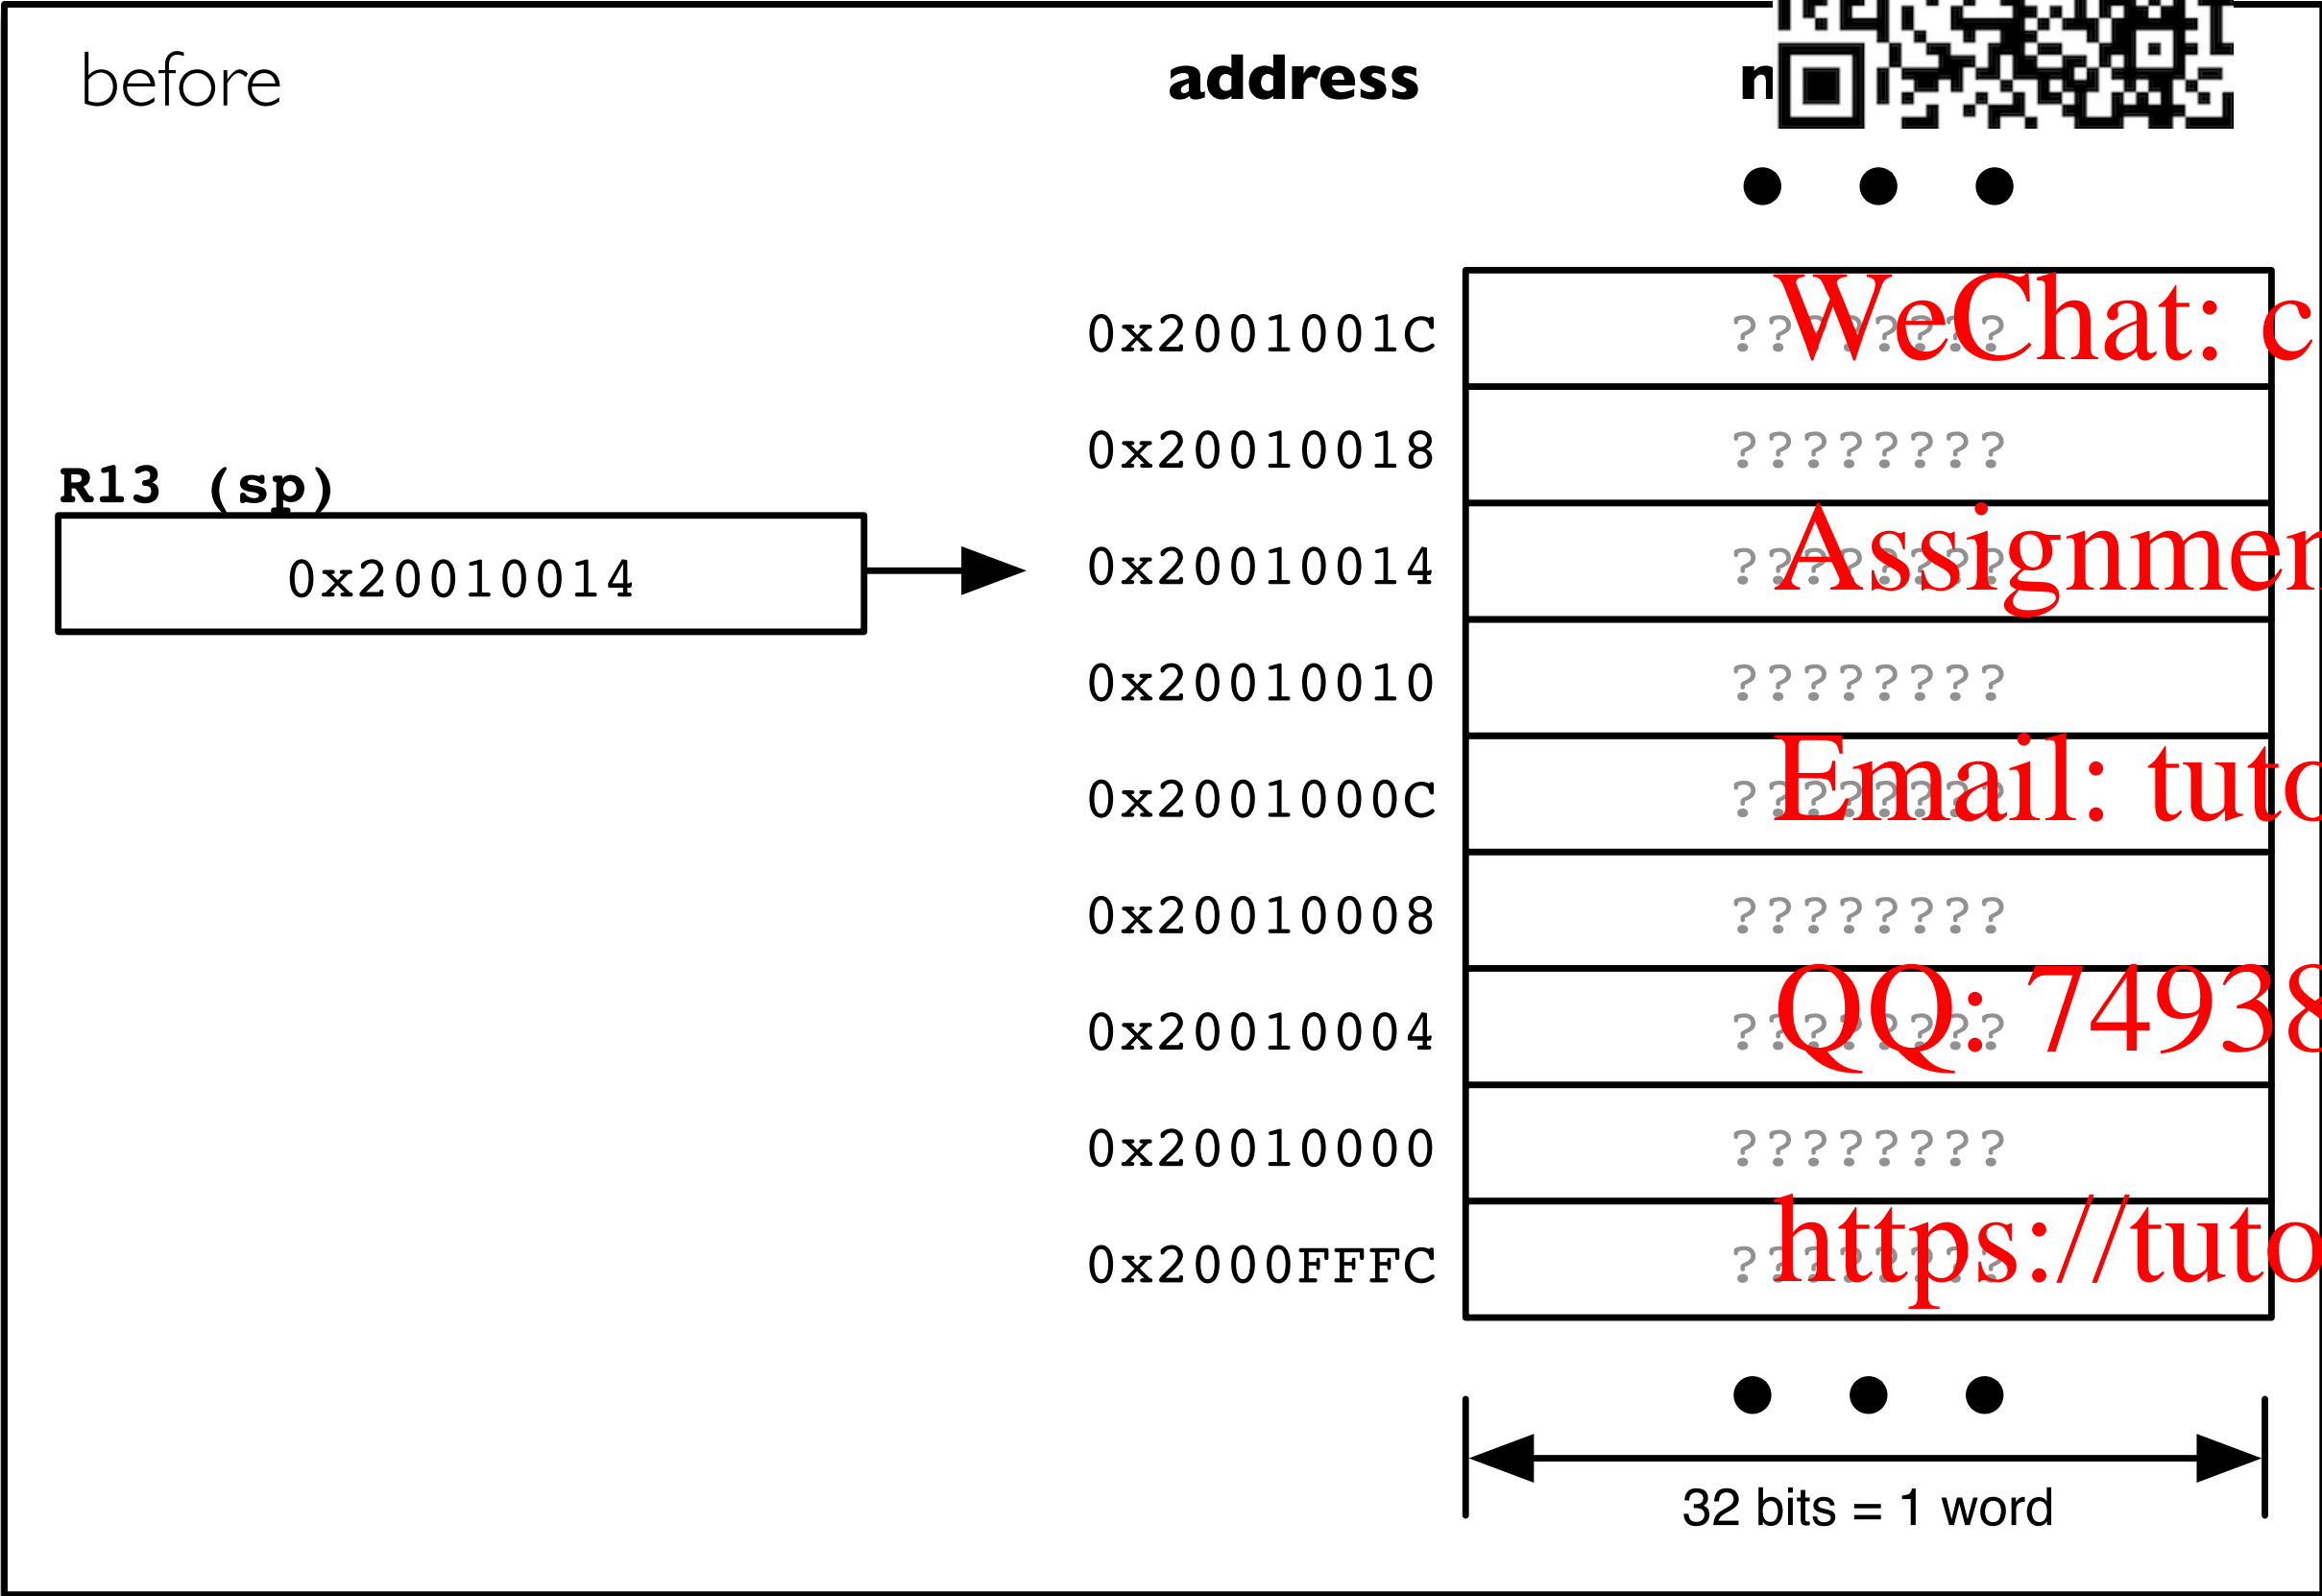 before address
WeChat: c
0x2001001C ????????
0x20010018 ????????
R13 (sp)
0x20010014
Assignmen
0x20010014 ????????
0x20010010 ????????
Email: tuto
0x2001000C ????????
0x20010008 ????????
QQ: 74938
0x20010004 ????????
0x20010000 ????????
https://tuto
0x2000FFFC ????????
32 bits = 1 word